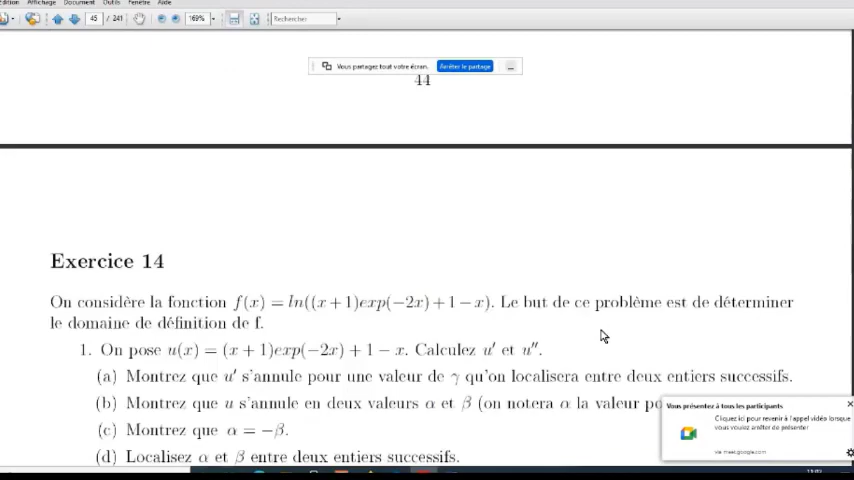 Edition Affichage Document Outils Fenêtre Aide
45 / 241 169% Rechercher
Vous partagez tout votre écran. Arrêter le partage
44
Exercice 14
On considère la fonction f(x) = ln((x+1)exp(−2x)+1−x). Le but de ce problème est de déterminer
le domaine de définition de f.
1. On pose u(x) = (x+1)exp(−2x)+1−x. Calculez u′ et u″.
(a) Montrez que u′ s'annule pour une valeur de γ qu'on localisera entre deux entiers successifs.
(b) Montrez que u s'annule en deux valeurs α et β (on notera α la valeur
(c) Montrez que α = −β.
(d) Localisez α et β entre deux entiers successifs.
Vous présentez à tous les participants
Cliquez ici pour revenir à l'appel vidéo lorsque
vous voulez arrêter de présenter
via meet.google.com